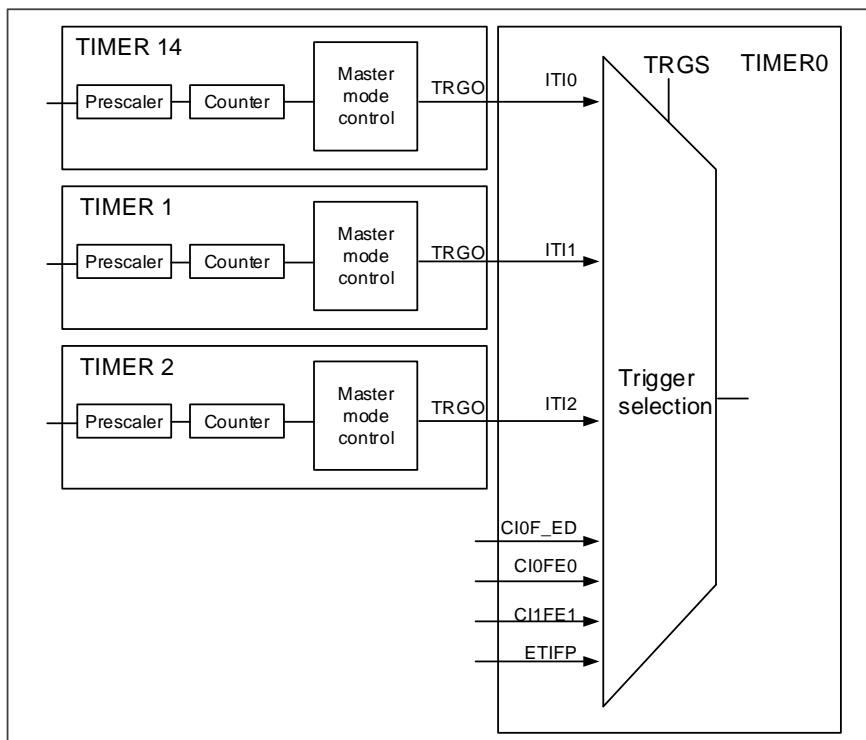 TIMER 14
Prescaler
Counter
Master
mode
control
TRGO
ITI0
TRGS
TIMER0
TIMER 1
Prescaler
Counter
Master
mode
control
TRGO
ITI1
TIMER 2
Prescaler
Counter
Master
mode
control
TRGO
ITI2
Trigger
selection
CI0F_ED
CI0FE0
CI1FE1
ETIFP